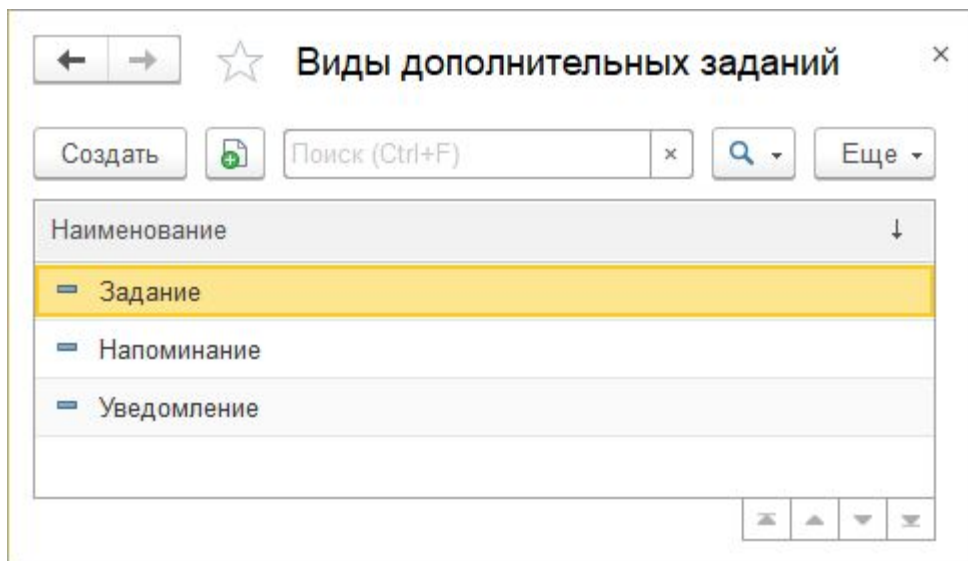 Виды дополнительных заданий
Создать Поиск (Ctrl+F) Еще
Наименование
Задание
Напоминание
Уведомление